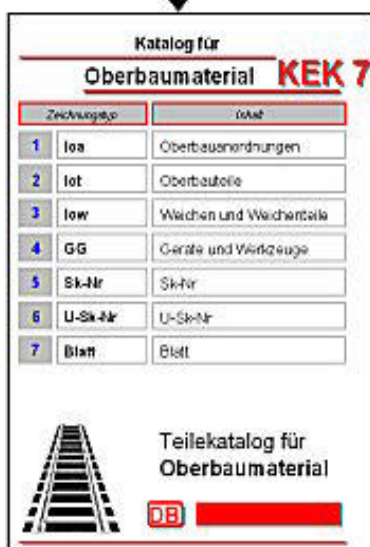 Katalog für
Oberbaumaterial KEK 7
Zeichnungstyp Inhalt
1 Ioa Oberbauanordnungen
2 Iot Oberbauteile
3 Iow Weichen und Weichenteile
4 GG Geräte und Werkzeuge
5 Sk-Nr Sk-Nr
6 U-Sk-Nr U-Sk-Nr
7 Blatt Blatt
Teilekatalog für
Oberbaumaterial
DB